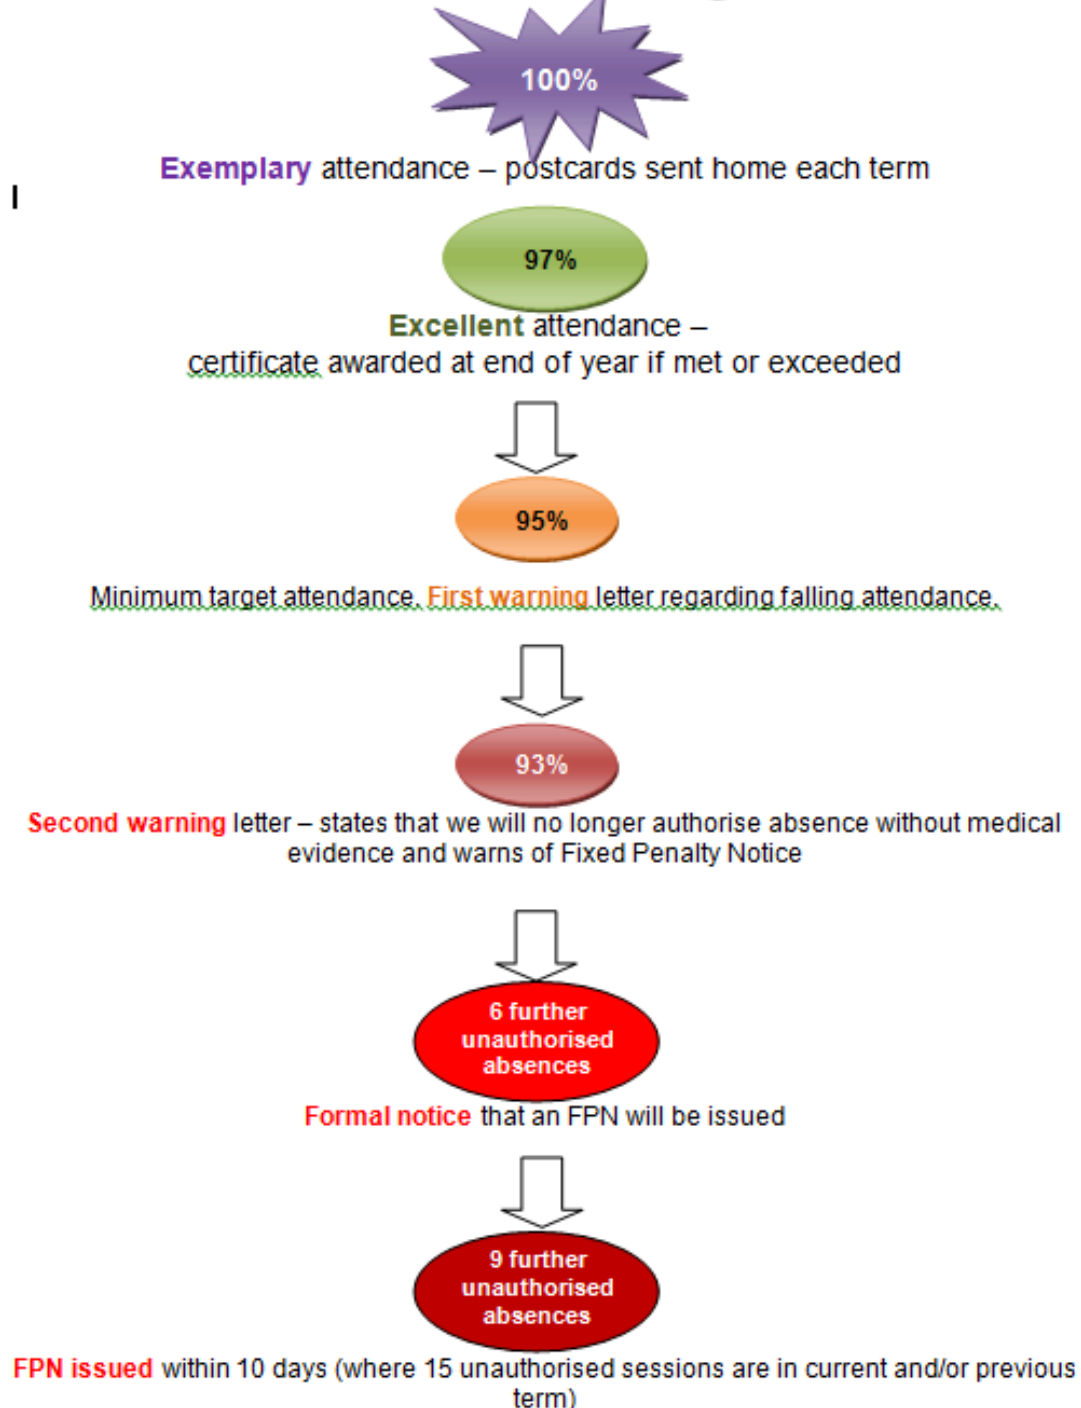 100%
Exemplary attendance – postcards sent home each term
97%
Excellent attendance –
certificate awarded at end of year if met or exceeded
95%
Minimum target attendance. First warning letter regarding falling attendance.
93%
Second warning letter – states that we will no longer authorise absence without medical
evidence and warns of Fixed Penalty Notice
6 further
unauthorised
absences
Formal notice that an FPN will be issued
9 further
unauthorised
absences
FPN issued within 10 days (where 15 unauthorised sessions are in current and/or previous
term)